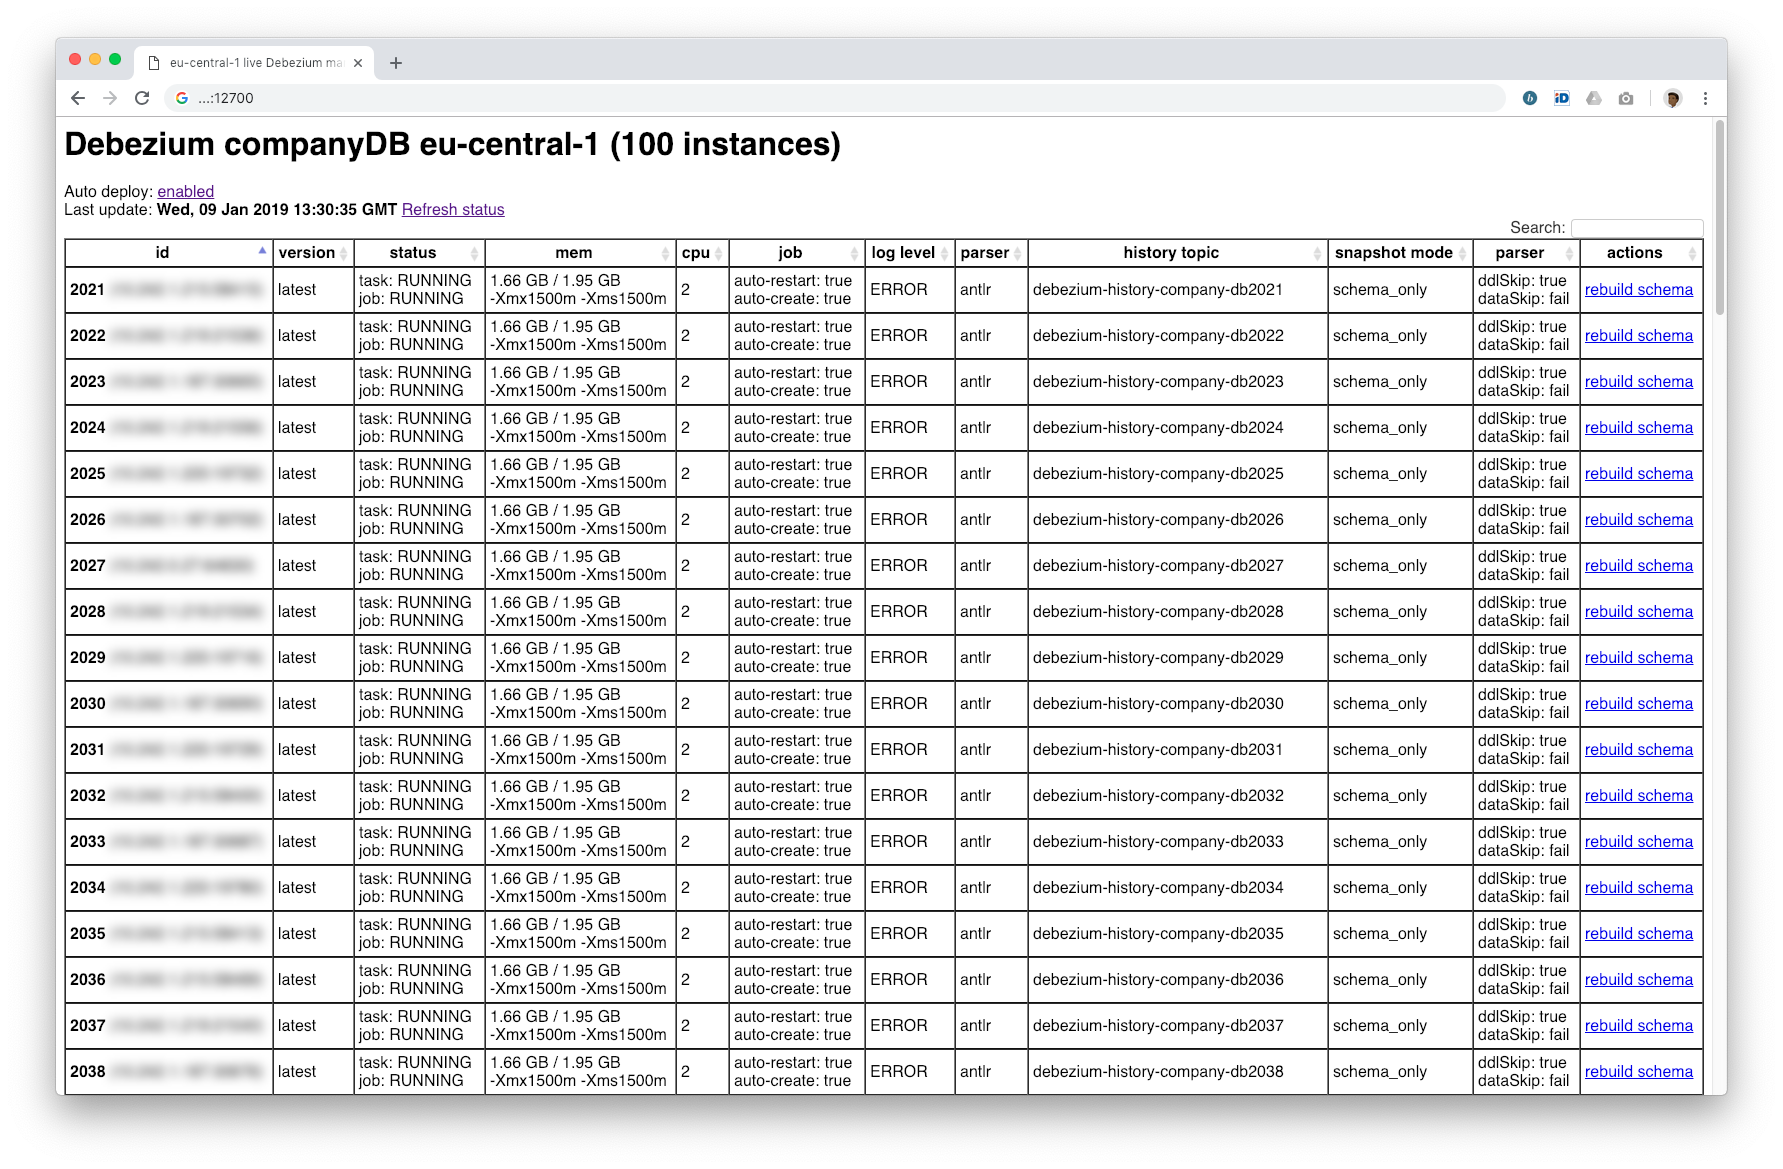 eu-central-1 live Debezium ma
...:12700
Debezium companyDB eu-central-1 (100 instances)
Auto deploy: enabled
Last update: Wed, 09 Jan 2019 13:30:35 GMT Refresh status
Search:
id version status mem cpu job log level parser history topic snapshot mode parser actions
2021 latest task: RUNNING job: RUNNING 1.66 GB / 1.95 GB -Xmx1500m -Xms1500m 2 auto-restart: true auto-create: true ERROR antlr debezium-history-company-db2021 schema_only ddlSkip: true dataSkip: fail rebuild schema
2022 latest task: RUNNING job: RUNNING 1.66 GB / 1.95 GB -Xmx1500m -Xms1500m 2 auto-restart: true auto-create: true ERROR antlr debezium-history-company-db2022 schema_only ddlSkip: true dataSkip: fail rebuild schema
2023 latest task: RUNNING job: RUNNING 1.66 GB / 1.95 GB -Xmx1500m -Xms1500m 2 auto-restart: true auto-create: true ERROR antlr debezium-history-company-db2023 schema_only ddlSkip: true dataSkip: fail rebuild schema
2024 latest task: RUNNING job: RUNNING 1.66 GB / 1.95 GB -Xmx1500m -Xms1500m 2 auto-restart: true auto-create: true ERROR antlr debezium-history-company-db2024 schema_only ddlSkip: true dataSkip: fail rebuild schema
2025 latest task: RUNNING job: RUNNING 1.66 GB / 1.95 GB -Xmx1500m -Xms1500m 2 auto-restart: true auto-create: true ERROR antlr debezium-history-company-db2025 schema_only ddlSkip: true dataSkip: fail rebuild schema
2026 latest task: RUNNING job: RUNNING 1.66 GB / 1.95 GB -Xmx1500m -Xms1500m 2 auto-restart: true auto-create: true ERROR antlr debezium-history-company-db2026 schema_only ddlSkip: true dataSkip: fail rebuild schema
2027 latest task: RUNNING job: RUNNING 1.66 GB / 1.95 GB -Xmx1500m -Xms1500m 2 auto-restart: true auto-create: true ERROR antlr debezium-history-company-db2027 schema_only ddlSkip: true dataSkip: fail rebuild schema
2028 latest task: RUNNING job: RUNNING 1.66 GB / 1.95 GB -Xmx1500m -Xms1500m 2 auto-restart: true auto-create: true ERROR antlr debezium-history-company-db2028 schema_only ddlSkip: true dataSkip: fail rebuild schema
2029 latest task: RUNNING job: RUNNING 1.66 GB / 1.95 GB -Xmx1500m -Xms1500m 2 auto-restart: true auto-create: true ERROR antlr debezium-history-company-db2029 schema_only ddlSkip: true dataSkip: fail rebuild schema
2030 latest task: RUNNING job: RUNNING 1.66 GB / 1.95 GB -Xmx1500m -Xms1500m 2 auto-restart: true auto-create: true ERROR antlr debezium-history-company-db2030 schema_only ddlSkip: true dataSkip: fail rebuild schema
2031 latest task: RUNNING job: RUNNING 1.66 GB / 1.95 GB -Xmx1500m -Xms1500m 2 auto-restart: true auto-create: true ERROR antlr debezium-history-company-db2031 schema_only ddlSkip: true dataSkip: fail rebuild schema
2032 latest task: RUNNING job: RUNNING 1.66 GB / 1.95 GB -Xmx1500m -Xms1500m 2 auto-restart: true auto-create: true ERROR antlr debezium-history-company-db2032 schema_only ddlSkip: true dataSkip: fail rebuild schema
2033 latest task: RUNNING job: RUNNING 1.66 GB / 1.95 GB -Xmx1500m -Xms1500m 2 auto-restart: true auto-create: true ERROR antlr debezium-history-company-db2033 schema_only ddlSkip: true dataSkip: fail rebuild schema
2034 latest task: RUNNING job: RUNNING 1.66 GB / 1.95 GB -Xmx1500m -Xms1500m 2 auto-restart: true auto-create: true ERROR antlr debezium-history-company-db2034 schema_only ddlSkip: true dataSkip: fail rebuild schema
2035 latest task: RUNNING job: RUNNING 1.66 GB / 1.95 GB -Xmx1500m -Xms1500m 2 auto-restart: true auto-create: true ERROR antlr debezium-history-company-db2035 schema_only ddlSkip: true dataSkip: fail rebuild schema
2036 latest task: RUNNING job: RUNNING 1.66 GB / 1.95 GB -Xmx1500m -Xms1500m 2 auto-restart: true auto-create: true ERROR antlr debezium-history-company-db2036 schema_only ddlSkip: true dataSkip: fail rebuild schema
2037 latest task: RUNNING job: RUNNING 1.66 GB / 1.95 GB -Xmx1500m -Xms1500m 2 auto-restart: true auto-create: true ERROR antlr debezium-history-company-db2037 schema_only ddlSkip: true dataSkip: fail rebuild schema
2038 latest task: RUNNING job: RUNNING 1.66 GB / 1.95 GB -Xmx1500m -Xms1500m 2 auto-restart: true auto-create: true ERROR antlr debezium-history-company-db2038 schema_only ddlSkip: true dataSkip: fail rebuild schema